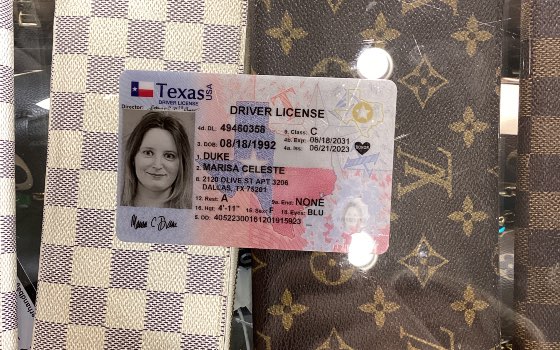 Texas USA
DRIVER LICENSE
Director:
DRIVER LICENSE
4d. DL: 49460358 9. Class: C
4b. Exp: 08/18/2031
3. DOB: 08/18/1992 4a. Iss: 06/21/2023
1. DUKE
2. MARISA CELESTE
8. 2120 OLIVE ST APT 3206
DALLAS, TX 75201
12. Rest: A 9a. End: NONE
16. Hgt: 4'-11" 15. Sex: F 18. Eyes: BLU
5. DD: 40522300161201915923
DONOR
LV